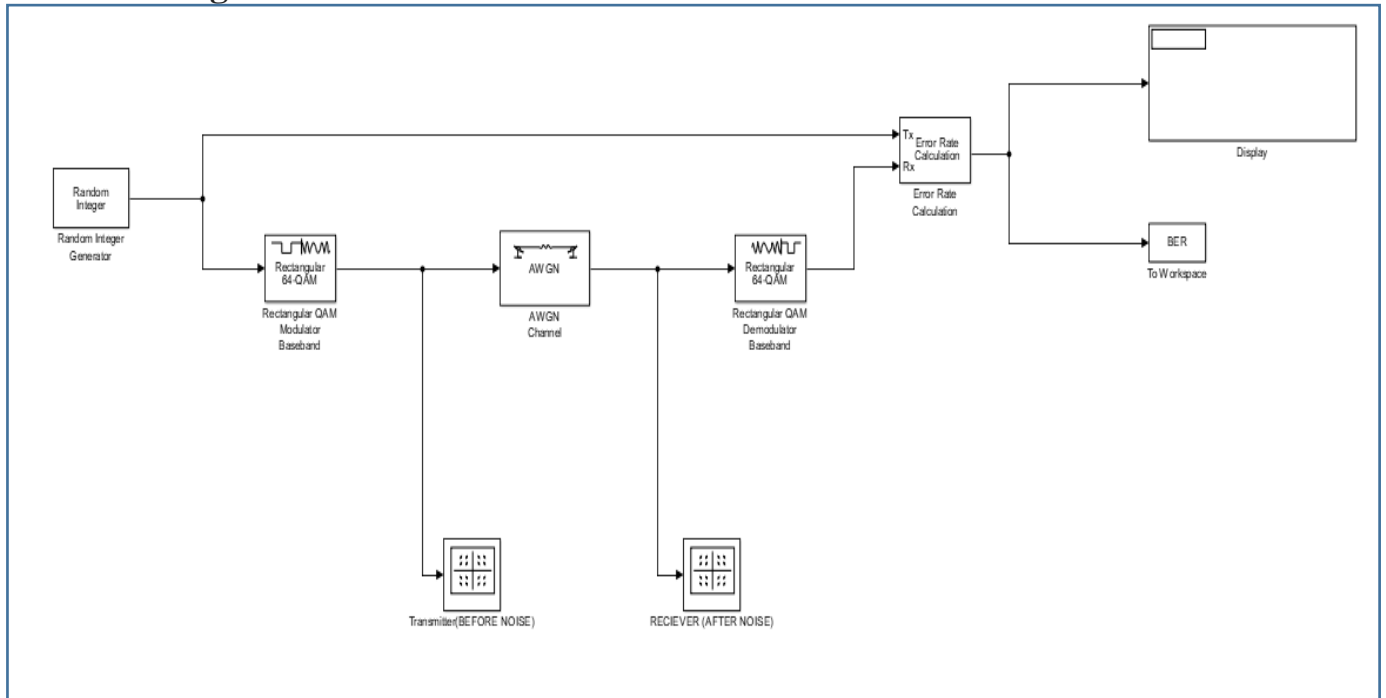 Random
Integer
Random Integer
Generator
Rectangular
64-QAM
Rectangular QAM
Modulator
Baseband
AWGN
AWGN
Channel
Rectangular
64-QAM
Rectangular QAM
Demodulator
Baseband
Tx
Error Rate
Calculation
Rx
Error Rate
Calculation
Display
BER
To Workspace
Transmitter(BEFORE NOISE)
RECIEVER (AFTER NOISE)